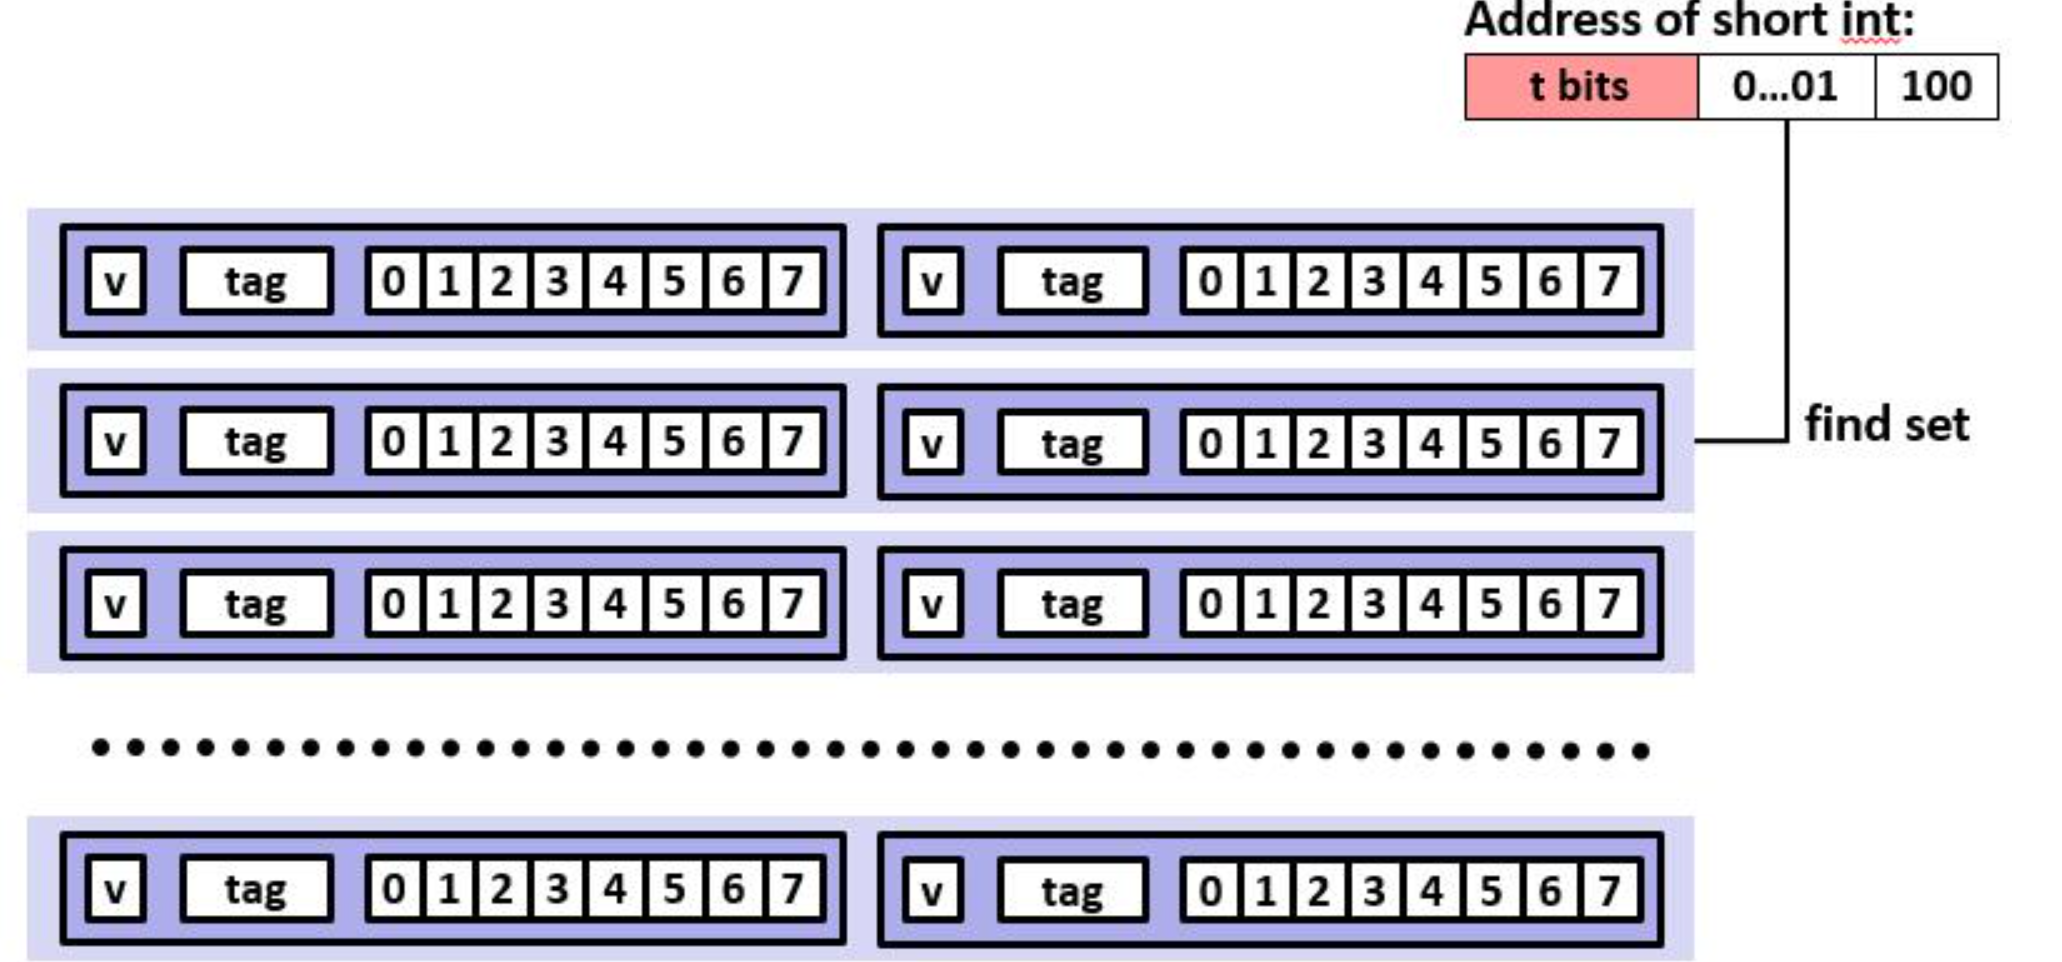 Address of short int:
t bits 0...01 100
v tag 0 1 2 3 4 5 6 7 v tag 0 1 2 3 4 5 6 7
v tag 0 1 2 3 4 5 6 7 v tag 0 1 2 3 4 5 6 7 find set
v tag 0 1 2 3 4 5 6 7 v tag 0 1 2 3 4 5 6 7
v tag 0 1 2 3 4 5 6 7 v tag 0 1 2 3 4 5 6 7